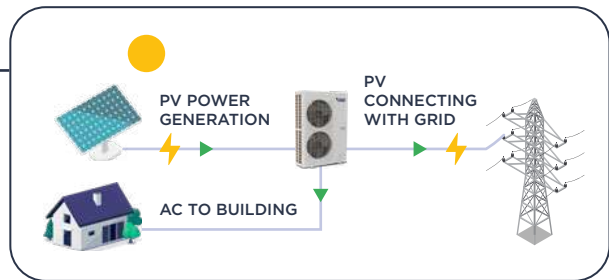 PV POWER
GENERATION
PV
CONNECTING
WITH GRID
AC TO BUILDING